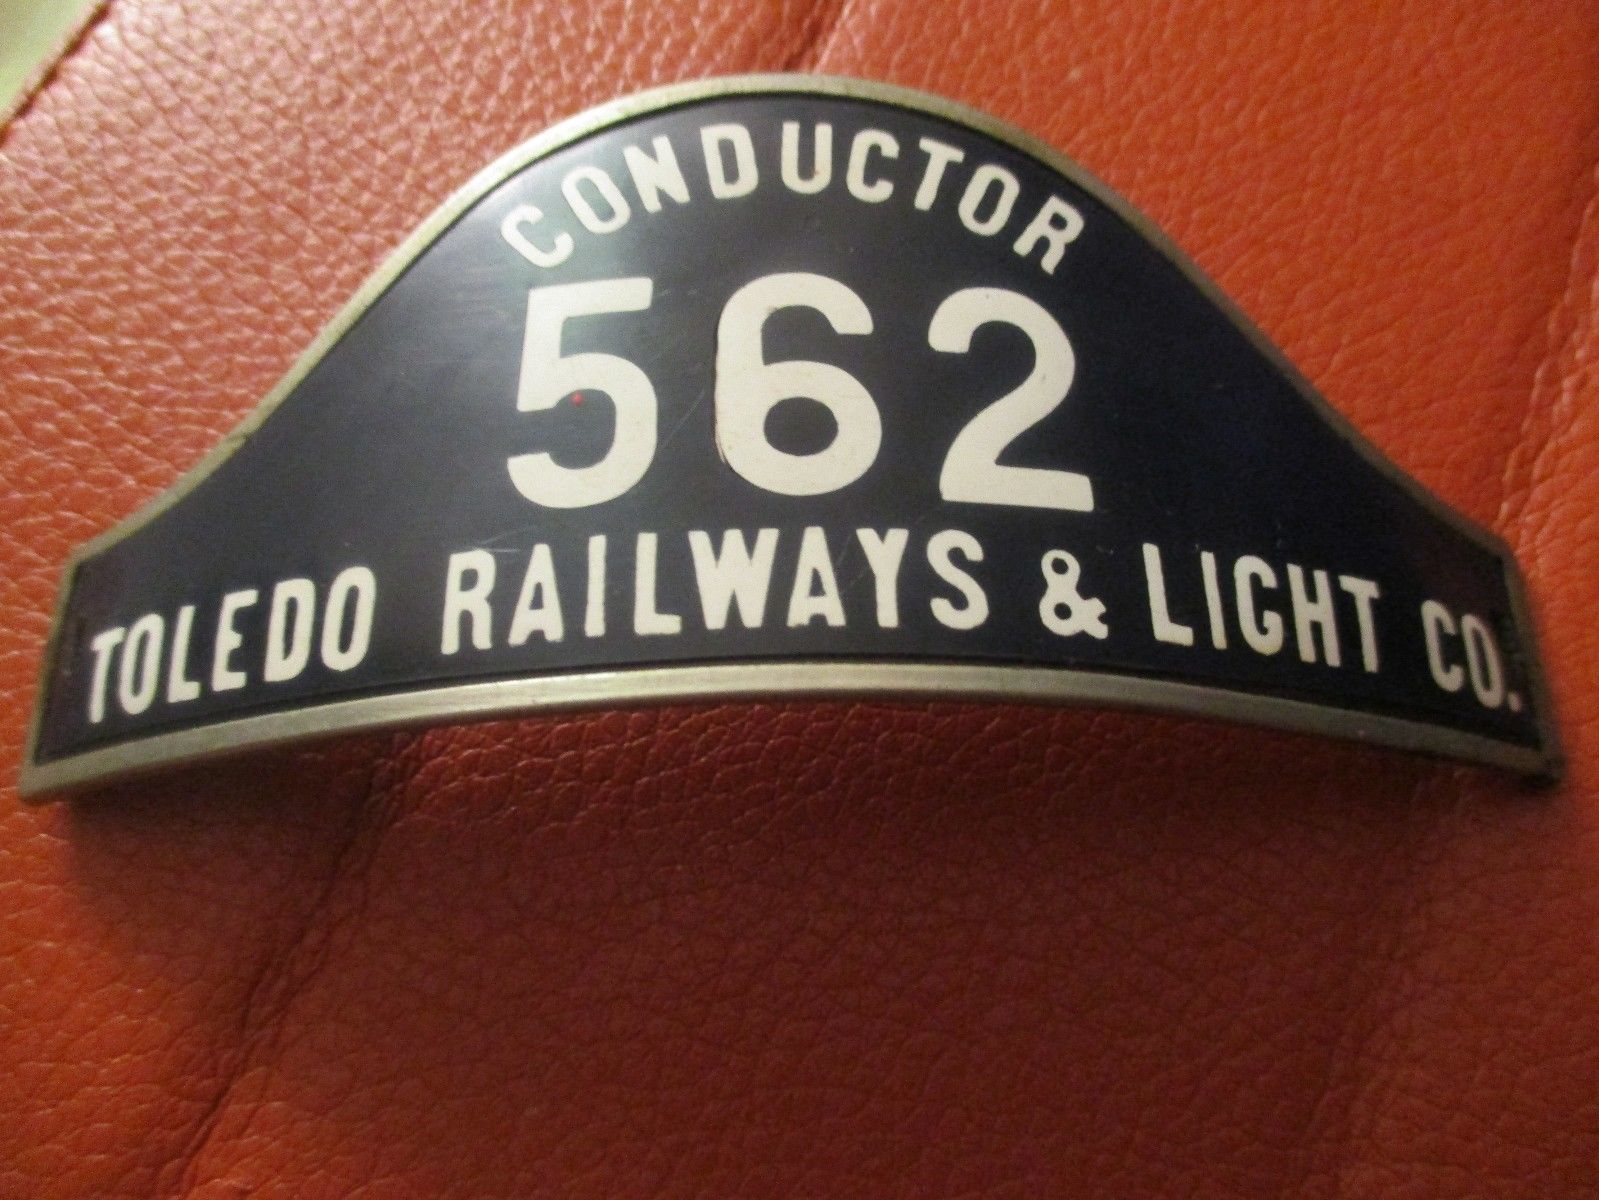 CONDUCTOR
562
TOLEDO RAILWAYS & LIGHT CO.